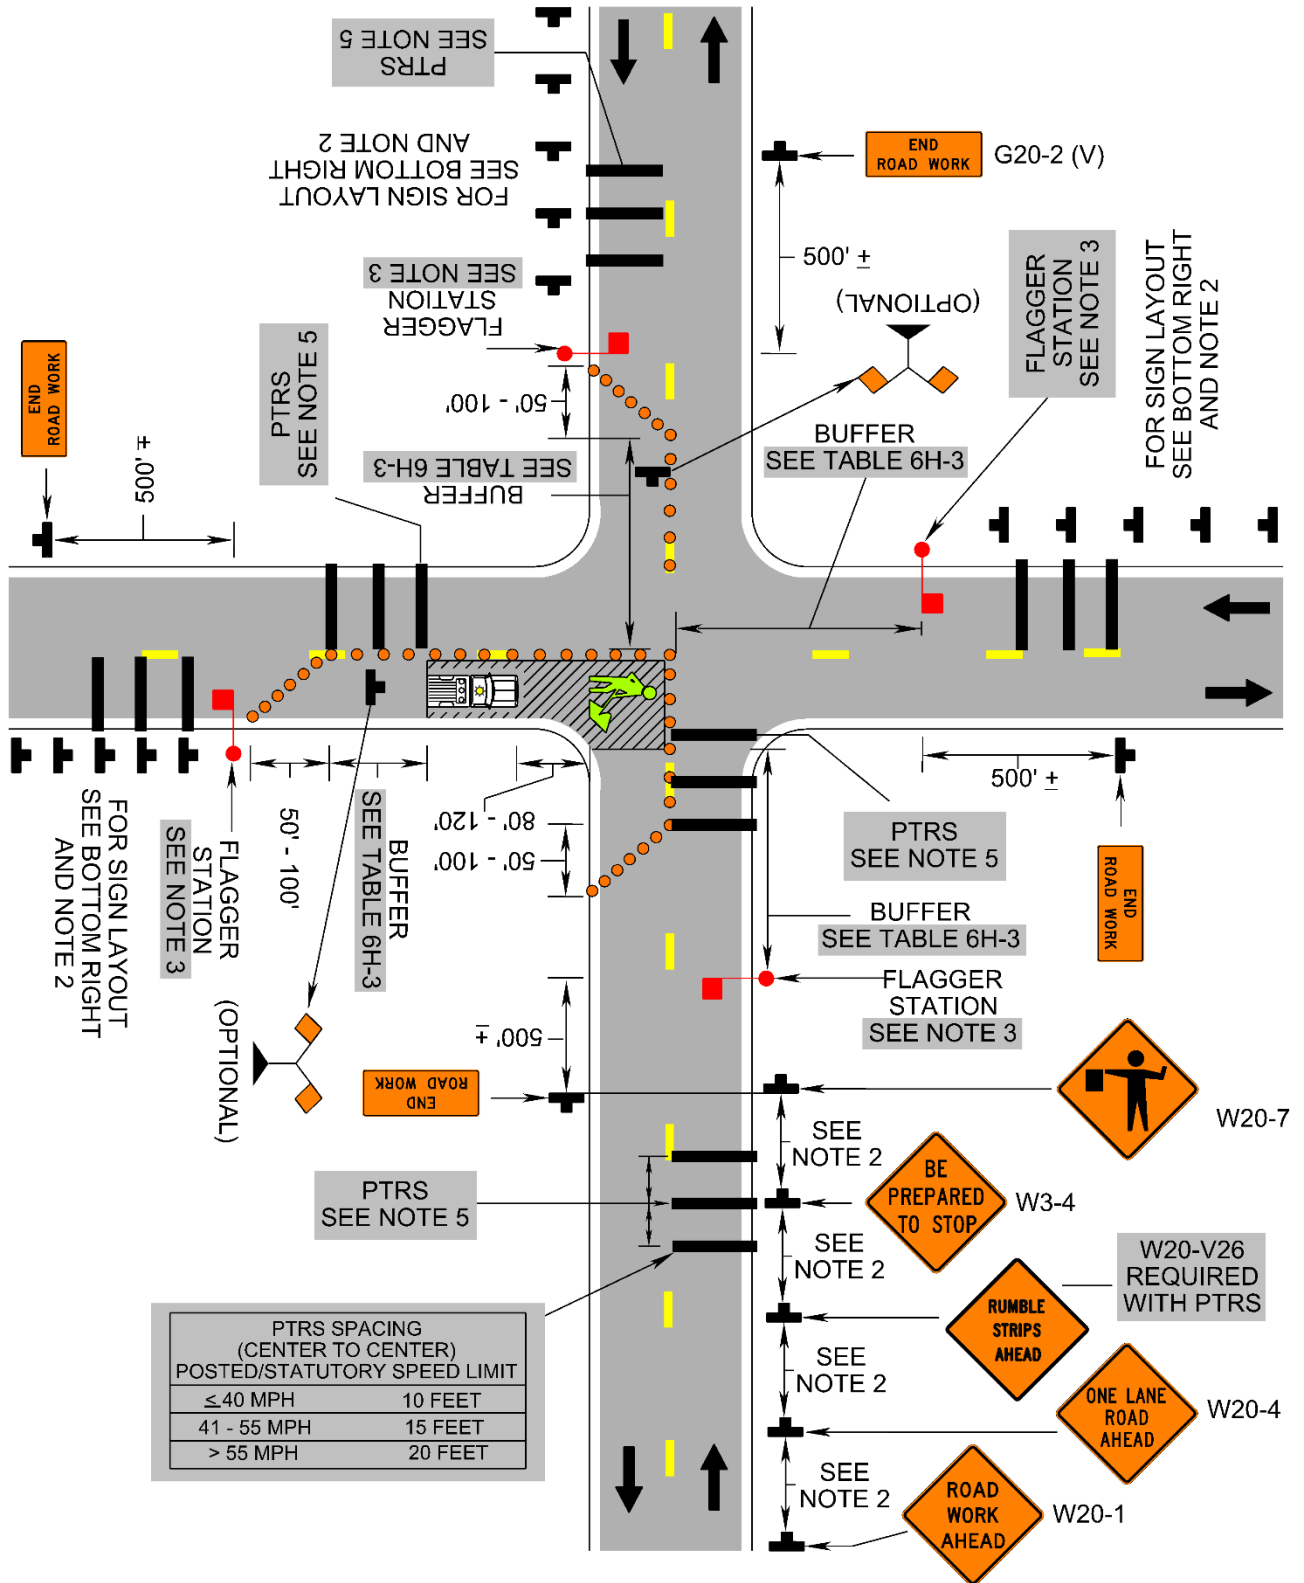 PTRS
SEE NOTE 5
FOR SIGN LAYOUT
SEE BOTTOM RIGHT
AND NOTE 2
FLAGGER
STATION
SEE NOTE 3
50' - 100'
BUFFER
SEE TABLE 6H-3
END
ROAD WORK
G20-2 (V)
500' ±
(OPTIONAL)
FLAGGER
STATION
SEE NOTE 3
FOR SIGN LAYOUT
SEE BOTTOM RIGHT
AND NOTE 2
BUFFER
SEE TABLE 6H-3
END
ROAD WORK
500' ±
PTRS
SEE NOTE 5
FOR SIGN LAYOUT
SEE BOTTOM RIGHT
AND NOTE 2
FLAGGER
STATION
SEE NOTE 3
50' - 100'
BUFFER
SEE TABLE 6H-3
(OPTIONAL)
80' - 120'
50' - 100'
500' ±
END
ROAD WORK
500' ±
END
ROAD WORK
PTRS
SEE NOTE 5
BUFFER
SEE TABLE 6H-3
FLAGGER
STATION
SEE NOTE 3
W20-7
SEE
NOTE 2
BE
PREPARED
TO STOP
W3-4
SEE
NOTE 2
RUMBLE
STRIPS
AHEAD
W20-V26
REQUIRED
WITH PTRS
SEE
NOTE 2
ONE LANE
ROAD
AHEAD
W20-4
SEE
NOTE 2
ROAD
WORK
AHEAD
W20-1
PTRS
SEE NOTE 5
PTRS SPACING
(CENTER TO CENTER)
POSTED/STATUTORY SPEED LIMIT
≤40 MPH 10 FEET
41 - 55 MPH 15 FEET
> 55 MPH 20 FEET